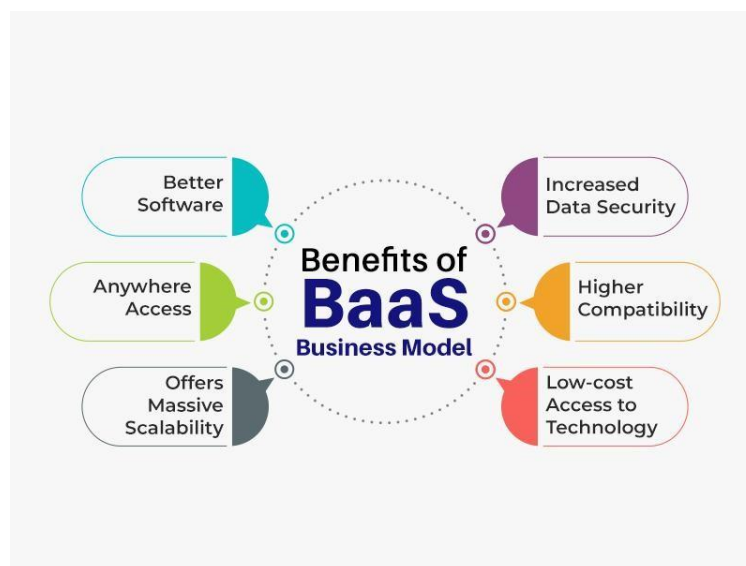 Benefits of
BaaS
Business Model
Better
Software
Anywhere
Access
Offers
Massive
Scalability
Increased
Data Security
Higher
Compatibility
Low-cost
Access to
Technology